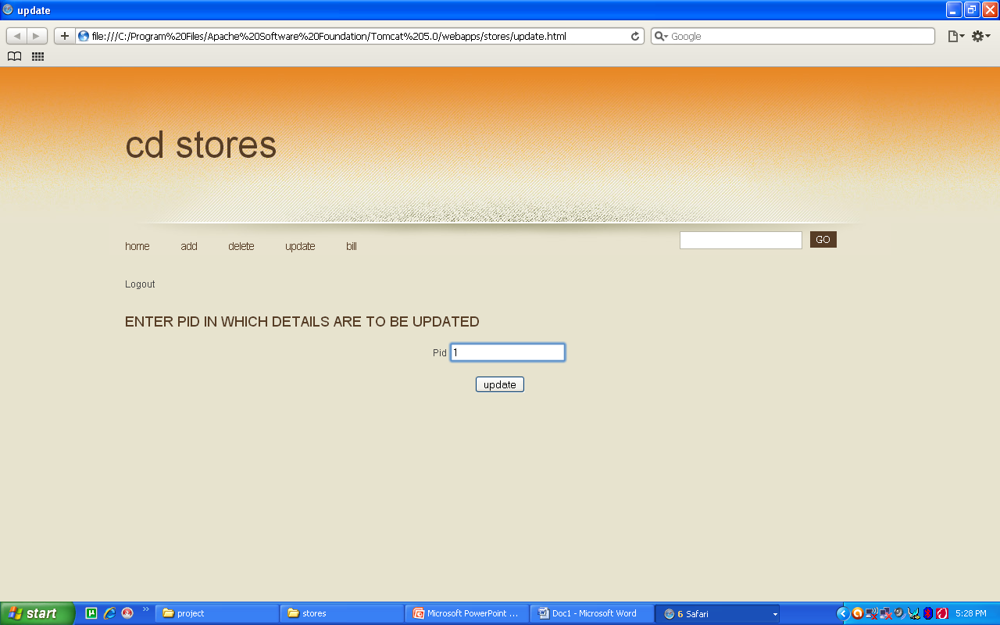 update
file:///C:/Program%20Files/Apache%20Software%20Foundation/Tomcat%205.0/webapps/stores/update.html
Google
cd stores
home add delete update bill
GO
Logout
ENTER PID IN WHICH DETAILS ARE TO BE UPDATED
Pid 1
update
start
project
stores
Microsoft PowerPoint ...
Doc1 - Microsoft Word
6 Safari
5:28 PM